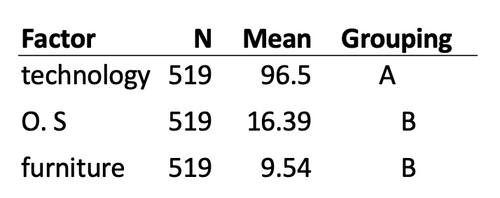 Factor N Mean Grouping
technology 519 96.5 A
O. S 519 16.39 B
furniture 519 9.54 B